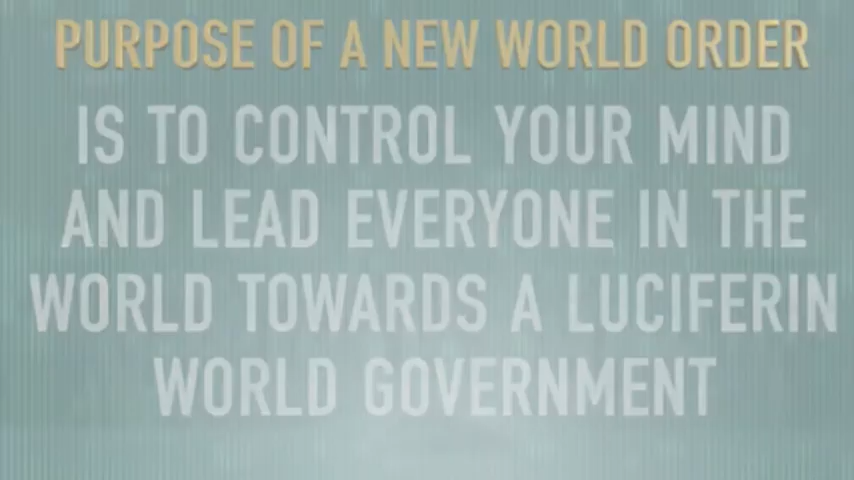 PURPOSE OF A NEW WORLD ORDER
IS TO CONTROL YOUR MIND
AND LEAD EVERYONE IN THE
WORLD TOWARDS A LUCIFERIN
WORLD GOVERNMENT